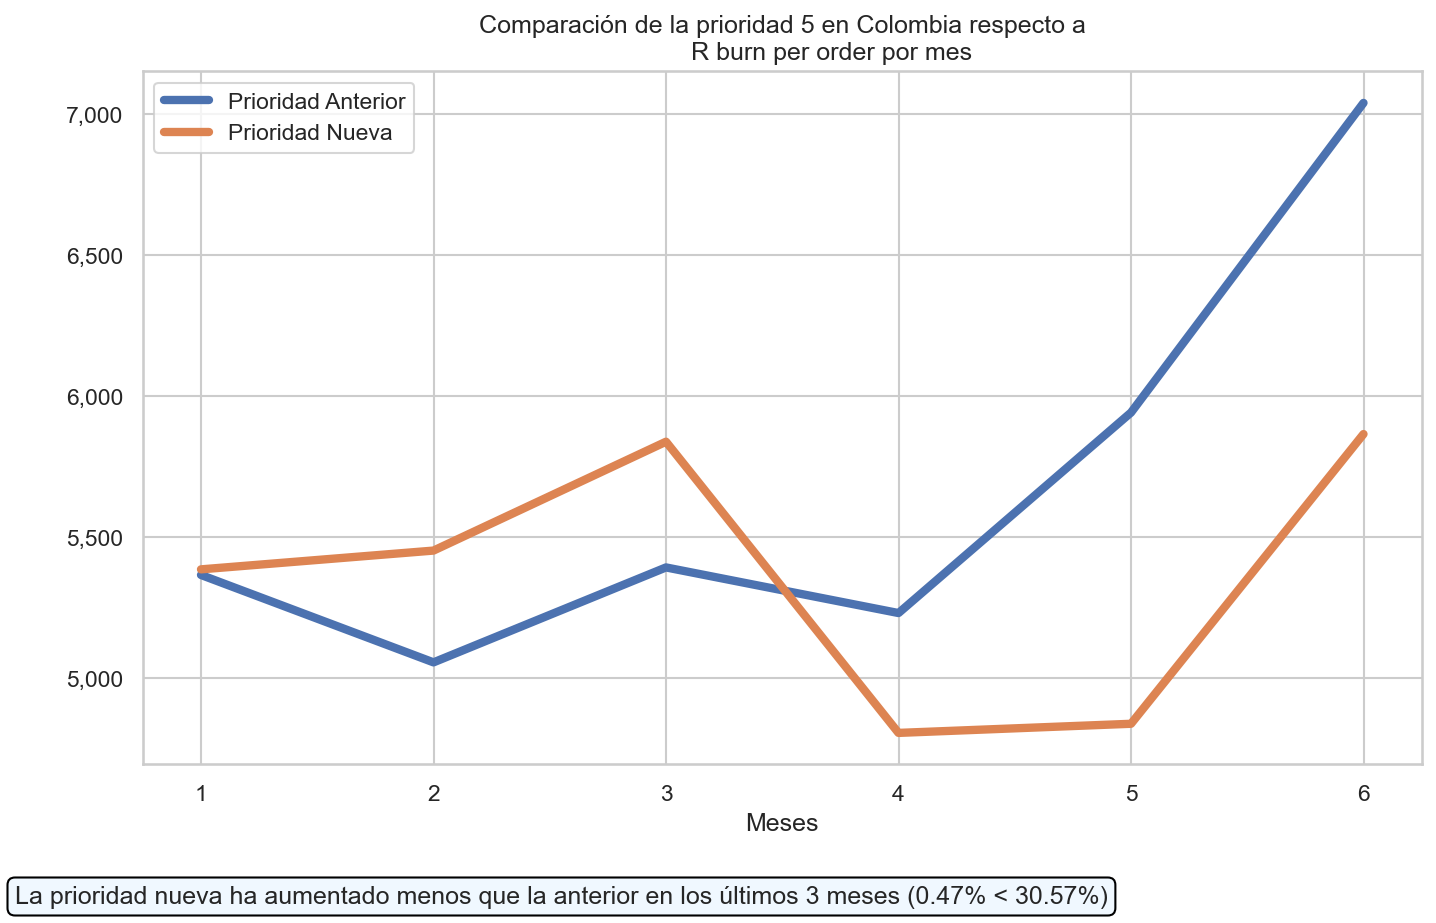 Comparación de la prioridad 5 en Colombia respecto a
R burn per order por mes
Prioridad Anterior
Prioridad Nueva
7,000
6,500
6,000
5,500
5,000
1 2 3 4 5 6
Meses
La prioridad nueva ha aumentado menos que la anterior en los últimos 3 meses (0.47% < 30.57%)